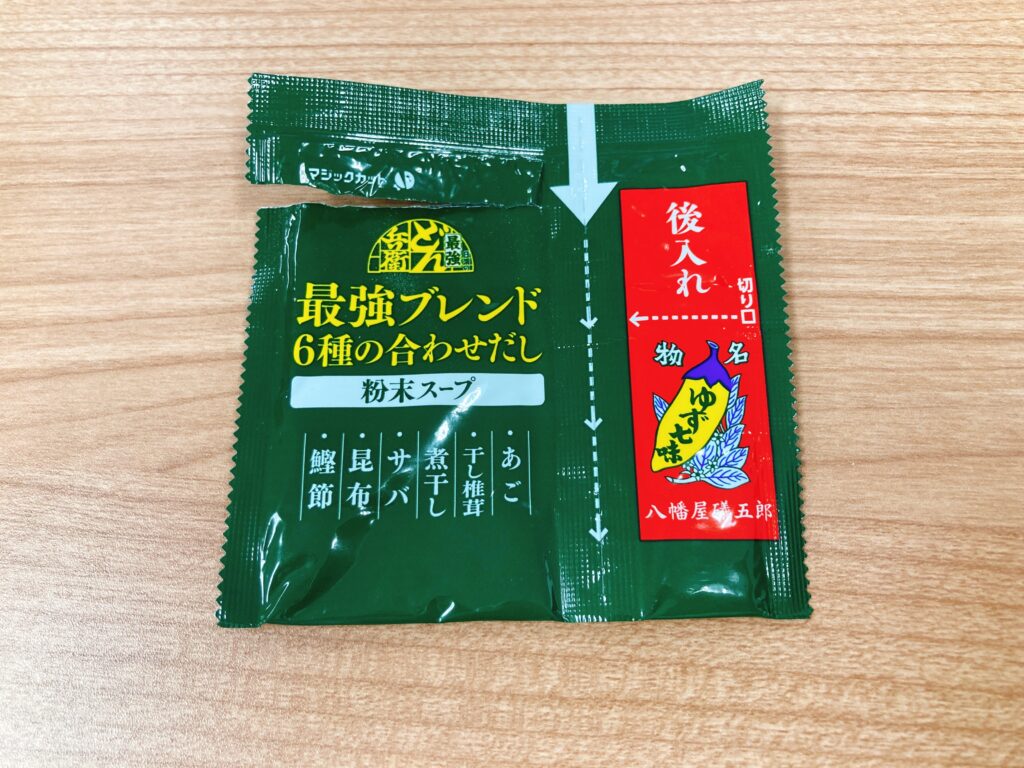 マジックカット
最強
どん
兵衛
最強ブレンド
6種の合わせだし
粉末スープ
・あご
・干し椎茸
・煮干し
・サバ
・昆布
・鰹節
後入れ
切り口
名物
ゆず七味
八幡屋礒五郎